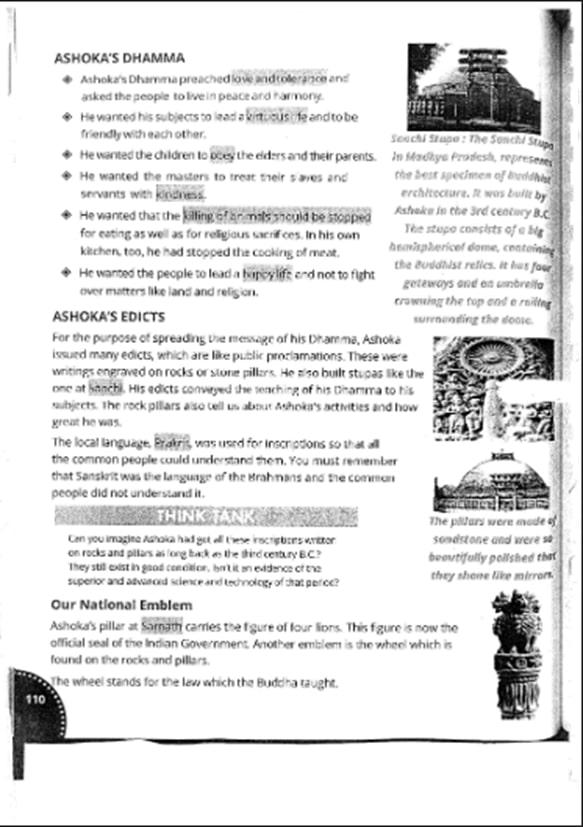 ASHOKA'S DHAMMA
◈ Ashoka's Dhamma preached love and tolerance and
asked the people to live in peace and harmony.
◈ He wanted his subjects to lead a virtuous life and to be
friendly with each other.
◈ He wanted the children to obey the elders and their parents.
◈ He wanted the masters to treat their slaves and
servants with kindness.
◈ He wanted that the killing of animals should be stopped
for eating as well as for religious sacrifices. In his own
kitchen, too, he had stopped the cooking of meat.
◈ He wanted the people to lead a happy life and not to fight
over matters like land and religion.
ASHOKA'S EDICTS
For the purpose of spreading the message of his Dhamma, Ashoka
issued many edicts, which are like public proclamations. These were
writings engraved on rocks or stone pillars. He also built stupas like the
one at Sanchi. His edicts conveyed the teaching of his Dhamma to his
subjects. The rock pillars also tell us about Ashoka's activities and how
great he was.
The local language, Prakrit, was used for inscriptions so that all
the common people could understand them. You must remember
that Sanskrit was the language of the Brahmans and the common
people did not understand it.
THINK TANK
Can you imagine Ashoka had got all these inscriptions written
on rocks and pillars as long back as the third century B.C.?
They still exist in good condition. Isn't it an evidence of the
superior and advanced science and technology of that period?
Our National Emblem
Ashoka's pillar at Sarnath carries the figure of four lions. This figure is now the
official seal of the Indian Government. Another emblem is the wheel which is
found on the rocks and pillars.
The wheel stands for the law which the Buddha taught.
110
Sanchi Stupa : The Sanchi Stupa
in Madhya Pradesh, represents
the best specimen of Buddhist
architecture. It was built by
Ashoka in the 3rd century B.C.
The stupa consists of a big
hemispherical dome, containing
the Buddhist relics. It has four
gateways and an umbrella
crowning the top and a railing
surrounding the dome.
The pillars were made of
sandstone and were so
beautifully polished that
they shone like mirrors.